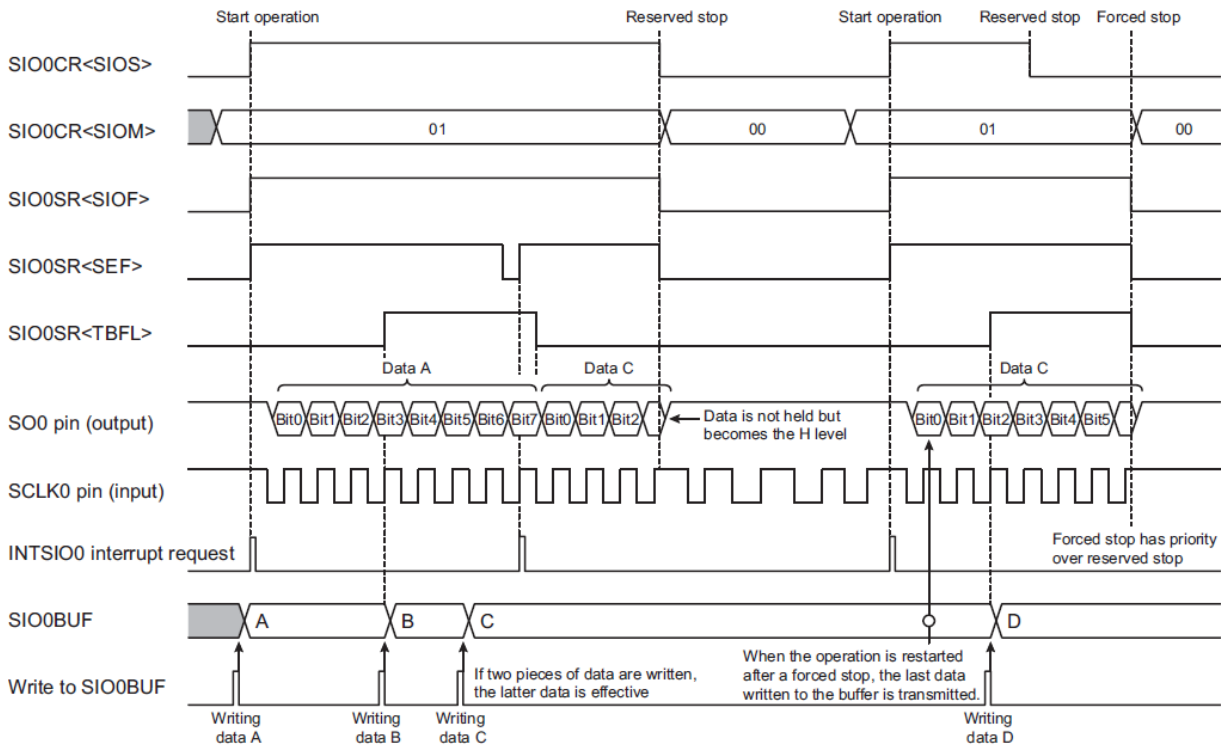 Start operation Reserved stop Start operation Reserved stop Forced stop
SIO0CR<SIOS>
SIO0CR<SIOM> 01 00 01 00
SIO0SR<SIOF>
SIO0SR<SEF>
SIO0SR<TBFL>
Data A Data C Data C
SO0 pin (output) Bit0 Bit1 Bit2 Bit3 Bit4 Bit5 Bit6 Bit7 Bit0 Bit1 Bit2 Bit0 Bit1 Bit2 Bit3 Bit4 Bit5
Data is not held but
becomes the H level
SCLK0 pin (input)
INTSIO0 interrupt request
Forced stop has priority
over reserved stop
SIO0BUF A B C D
Write to SIO0BUF
If two pieces of data are written,
the latter data is effective
When the operation is restarted
after a forced stop, the last data
written to the buffer is transmitted.
Writing
data A
Writing
data B
Writing
data C
Writing
data D